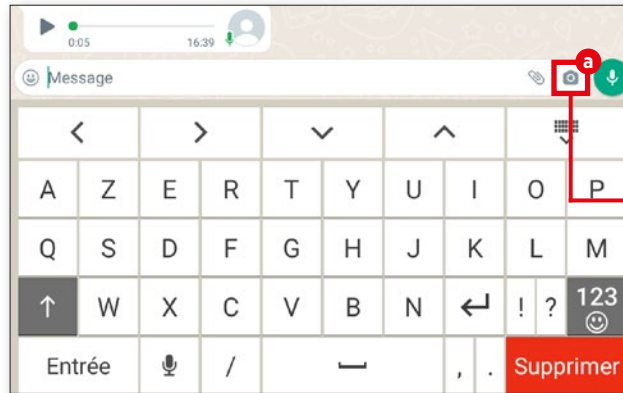 0:05 16:39
a
Message
A Z E R T Y U I O P
Q S D F G H J K L M
W X C V B N ! ? 123
Entrée / , . Supprimer